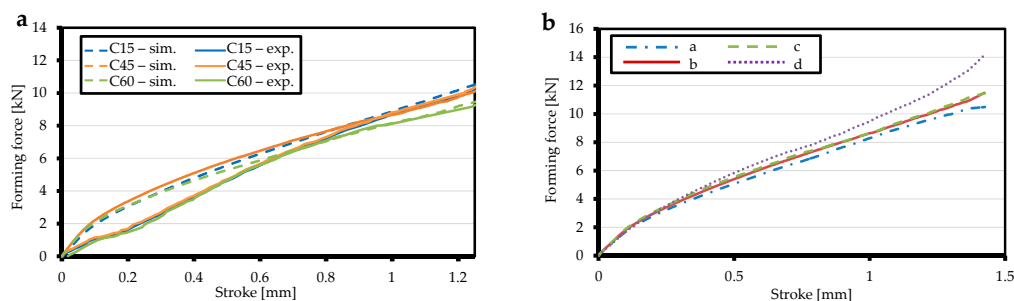 a
Forming force [kN]
14
12
10
8
6
4
2
0
C15 – sim.
C15 – exp.
C45 – sim.
C45 – exp.
C60 – sim.
C60 – exp.
0
0.2
0.4
0.6
0.8
1
1.2
Stroke [mm]
b
Forming force [kN]
16
14
12
10
8
6
4
2
0
a
c
b
d
0
0.5
1
1.5
Stroke [mm]